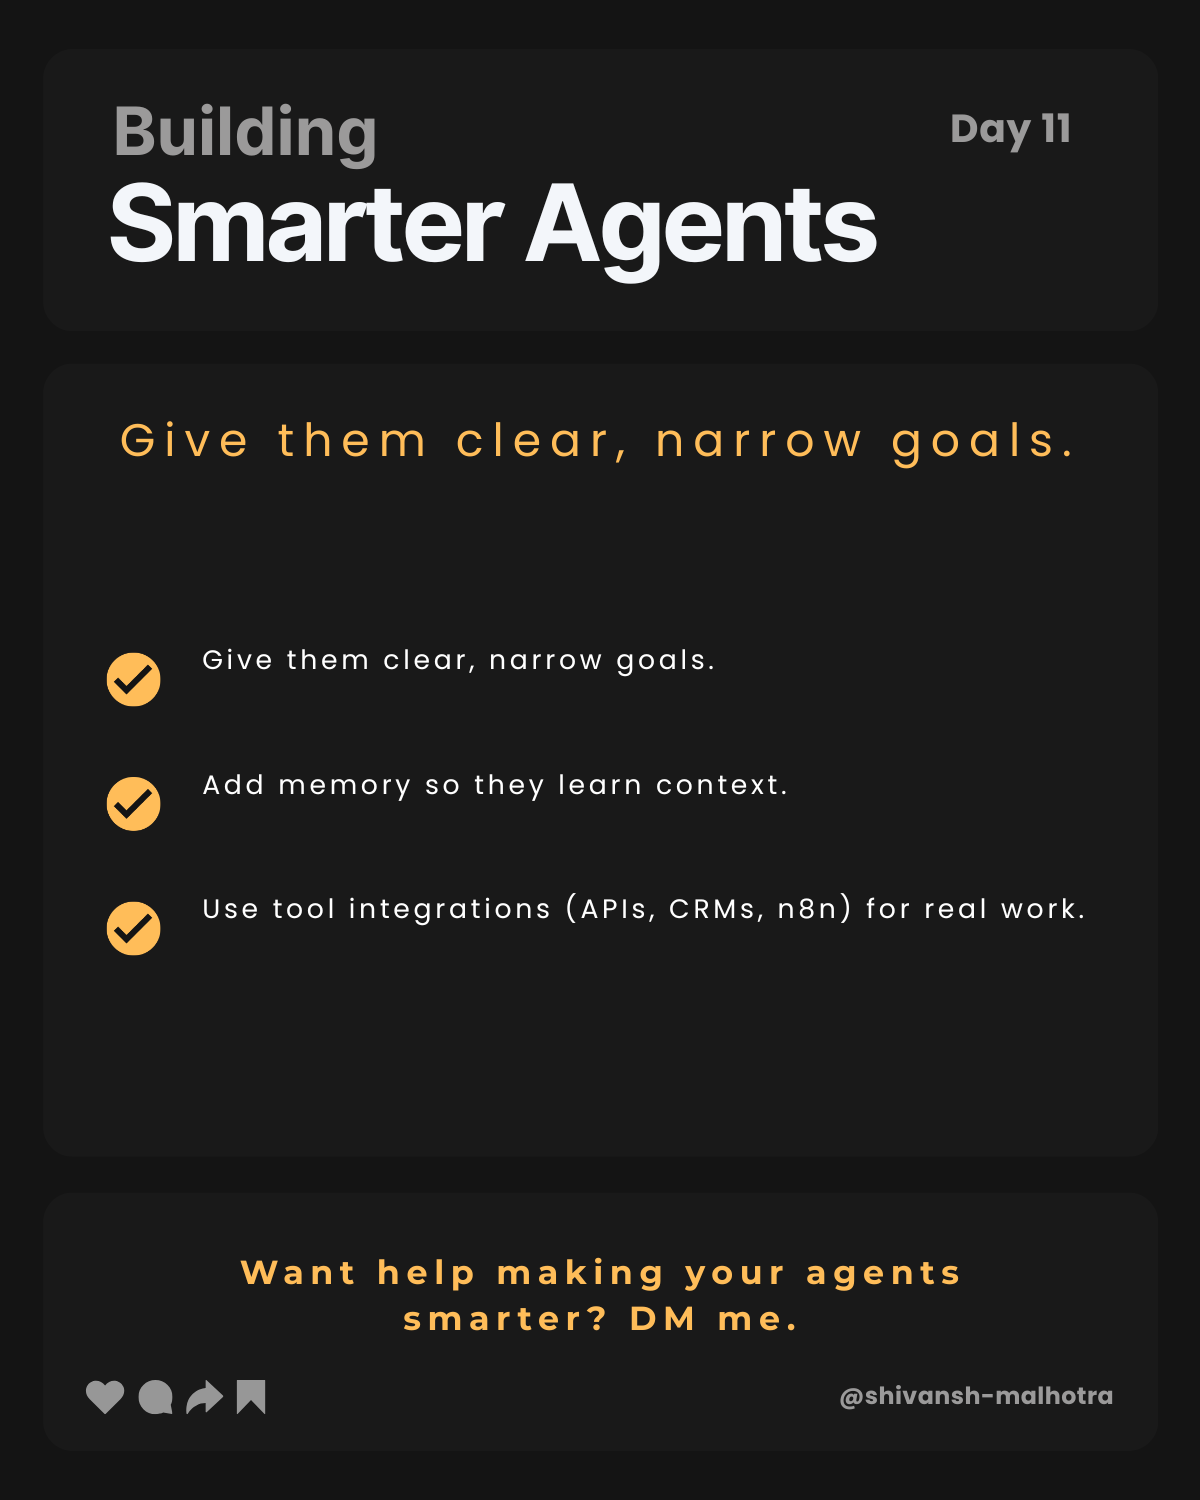 Building
Day 11
Smarter Agents
Give them clear, narrow goals.
Give them clear, narrow goals.
Add memory so they learn context.
Use tool integrations (APIs, CRMs, n8n) for real work.
Want help making your agents
smarter? DM me.
@shivansh-malhotra